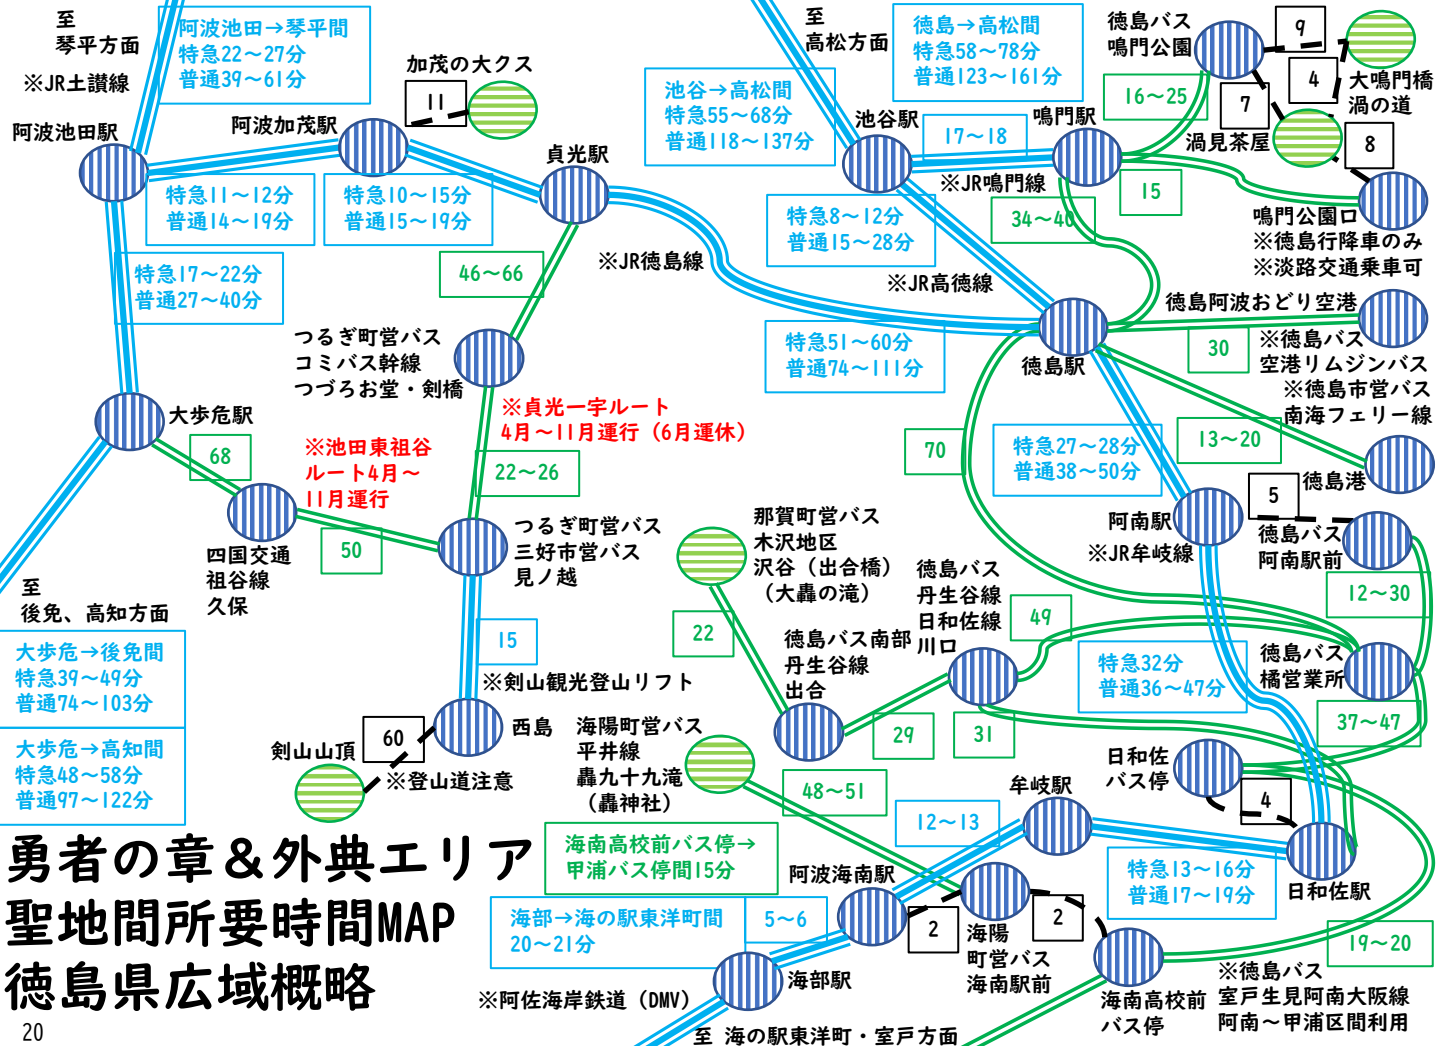 至
琴平方面
※JR土讃線
阿波池田→琴平間
特急22～27分
普通39～61分
加茂の大クス
11
阿波池田駅
阿波加茂駅
貞光駅
特急11～12分
普通14～19分
特急10～15分
普通15～19分
特急17～22分
普通27～40分
46～66
※JR徳島線
至
高松方面
徳島→高松間
特急58～78分
普通123～161分
池谷→高松間
特急55～68分
普通118～137分
池谷駅
17～18
鳴門駅
※JR鳴門線
徳島バス
鳴門公園
9
4
7
大鳴門橋
渦の道
16～25
渦見茶屋
8
15
34～40
鳴門公園口
※徳島行降車のみ
※淡路交通乗車可
特急8～12分
普通15～28分
※JR高徳線
特急51～60分
普通74～111分
徳島駅
徳島阿波おどり空港
30
※徳島バス
空港リムジンバス
※徳島市営バス
南海フェリー線
13～20
徳島港
つるぎ町営バス
コミバス幹線
つづろお堂・剣橋
大歩危駅
68
※池田東祖谷
ルート4月～
11月運行
※貞光一宇ルート
4月～11月運行（6月運休）
22～26
四国交通
祖谷線
久保
50
つるぎ町営バス
三好市営バス
見ノ越
15
※剣山観光登山リフト
西島
60
剣山山頂
※登山道注意
至
後免、高知方面
大歩危→後免間
特急39～49分
普通74～103分
大歩危→高知間
特急48～58分
普通97～122分
70
特急27～28分
普通38～50分
阿南駅
※JR牟岐線
5
徳島バス
阿南駅前
12～30
那賀町営バス
木沢地区
沢谷（出合橋）
（大轟の滝）
22
徳島バス南部
丹生谷線
出合
徳島バス
丹生谷線
日和佐線
川口
49
29
31
特急32分
普通36～47分
徳島バス
橘営業所
37～47
日和佐
バス停
4
海陽町営バス
平井線
轟九十九滝
（轟神社）
48～51
牟岐駅
12～13
特急13～16分
普通17～19分
日和佐駅
海南高校前バス停→
甲浦バス停間15分
阿波海南駅
海部→海の駅東洋町間
20～21分
5～6
2
2
海陽
町営バス
海南駅前
海部駅
※阿佐海岸鉄道（DMV）
至 海の駅東洋町・室戸方面
海南高校前
バス停
19～20
※徳島バス
室戸生見阿南大阪線
阿南～甲浦区間利用
勇者の章＆外典エリア
聖地間所要時間MAP
徳島県広域概略
20